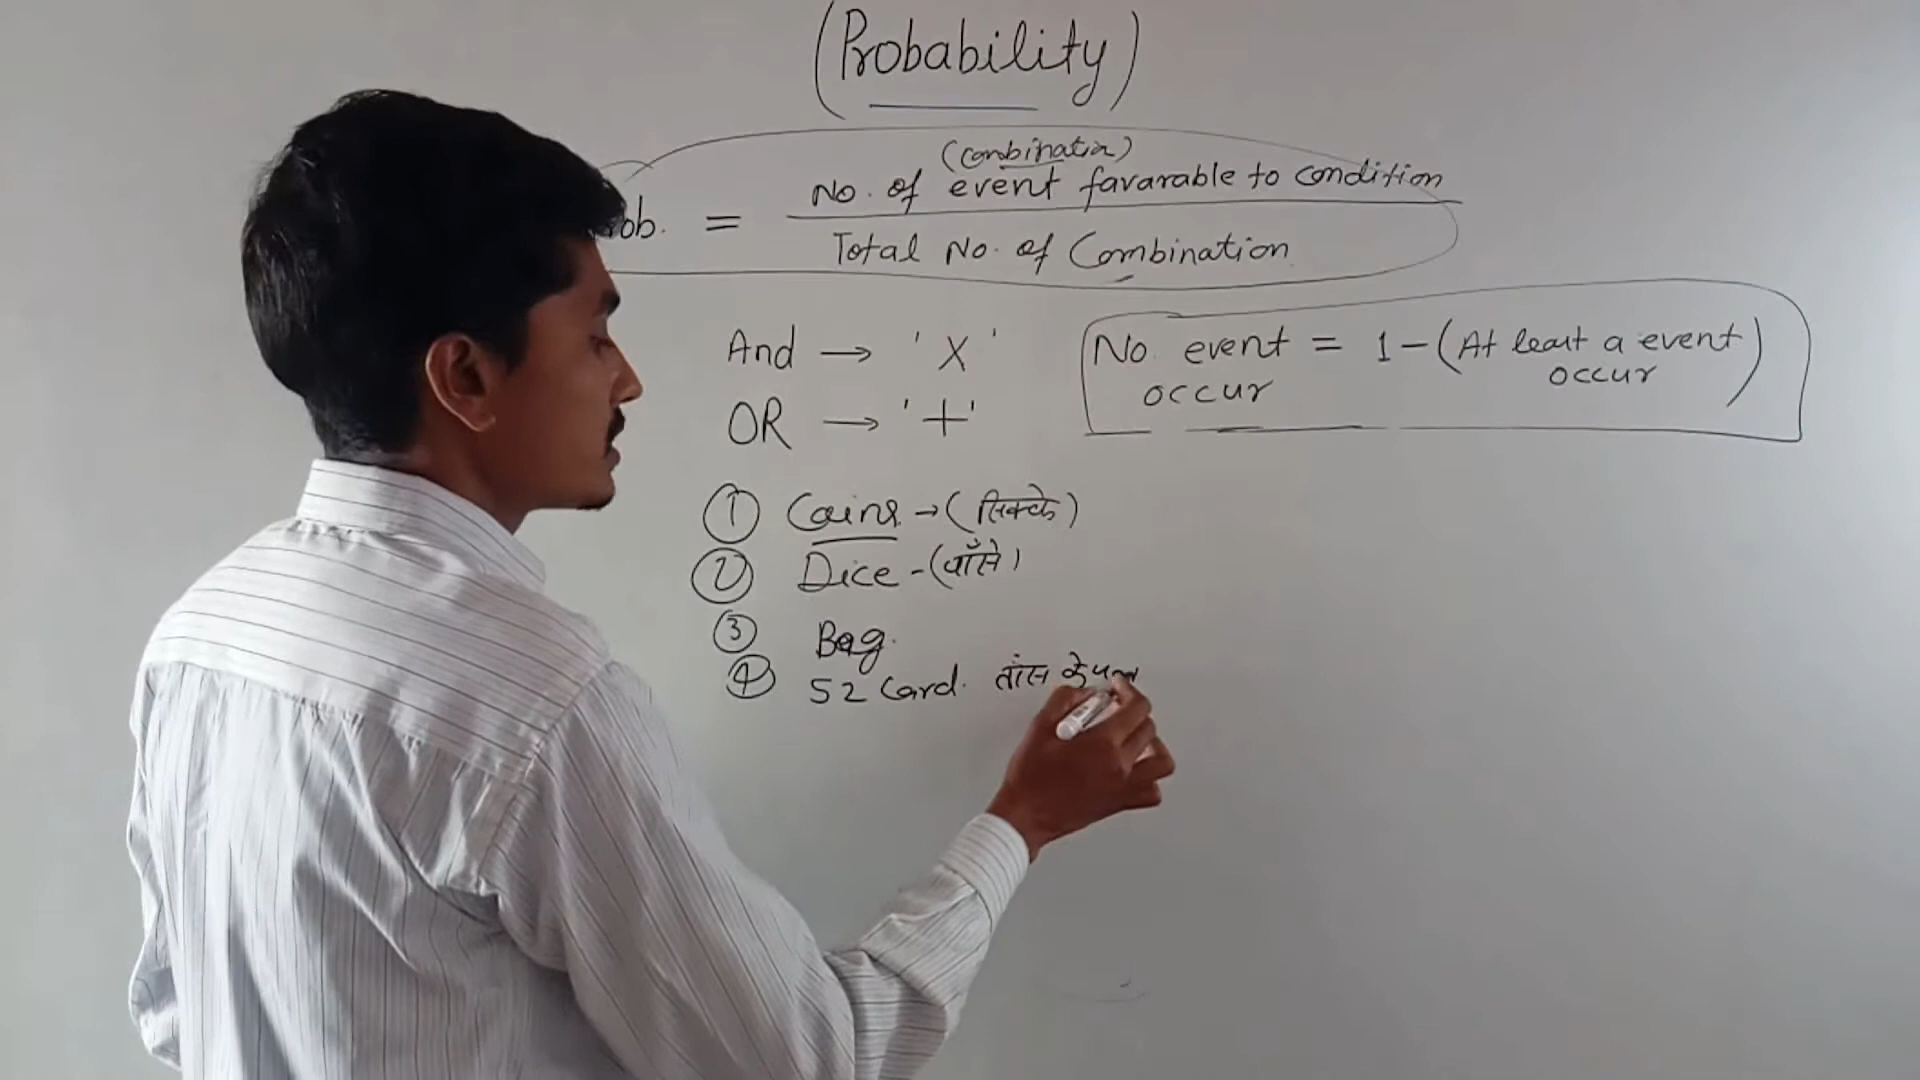 (Probability)
(Combinatin)
No. of event favarable to condition
ob. =
Total No. of Combination
And → 'X'
OR → '+'
No. event = 1 - (At least a event)
occur occur
① Coins → (सिक्के)
② Dice - (पाँसे)
③ Bag.
④ 52 Card. तांस के